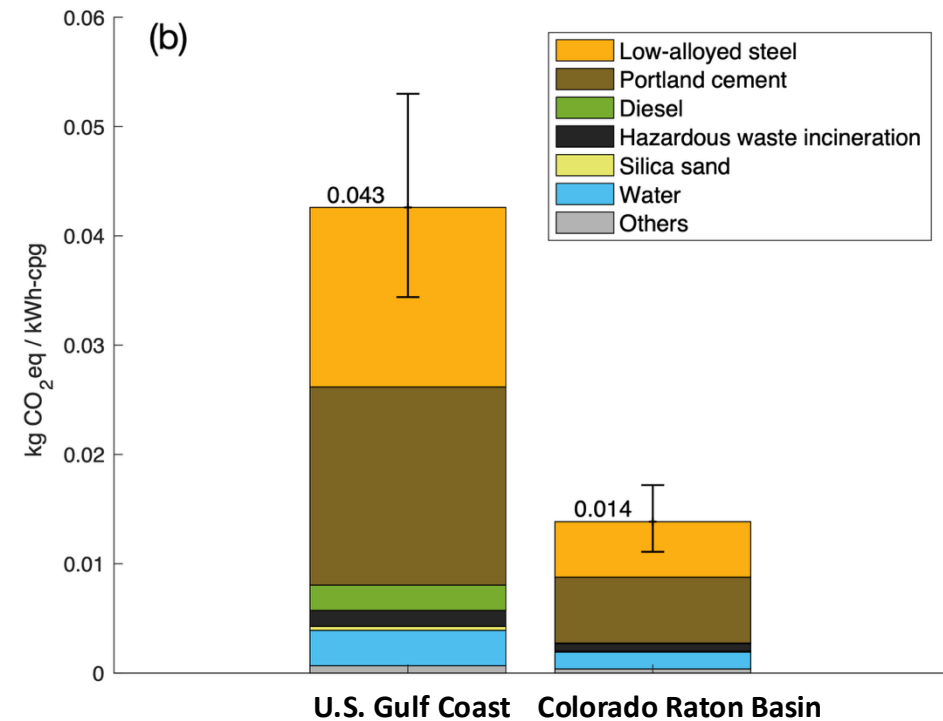 (b)
0.06
0.05
0.04
0.03
0.02
0.01
0
kg CO2eq / kWh-cpg
0.043
0.014
Low-alloyed steel
Portland cement
Diesel
Hazardous waste incineration
Silica sand
Water
Others
U.S. Gulf Coast
Colorado Raton Basin